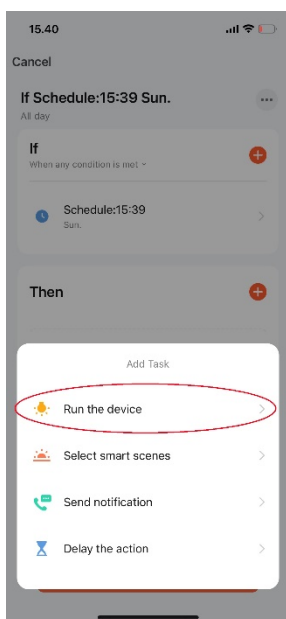 15.40
Cancel
If Schedule:15:39 Sun.
All day
If
When any condition is met
Schedule:15:39
Sun.
Then
Add Task
Run the device
Select smart scenes
Send notification
Delay the action